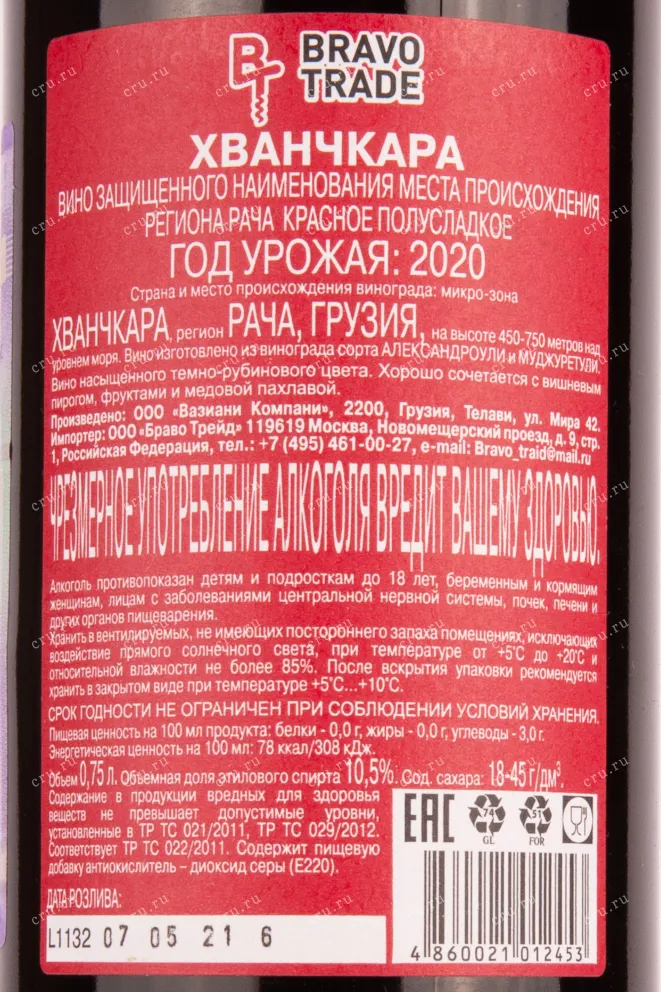 BRAVO
TRADE
ХВАНЧКАРА
ВИНО ЗАЩИЩЕННОГО НАИМЕНОВАНИЯ МЕСТА ПРОИСХОЖДЕНИЯ
РЕГИОНА РАЧА КРАСНОЕ ПОЛУСЛАДКОЕ
ГОД УРОЖАЯ: 2020
Страна и место происхождения винограда: микро-зона
ХВАНЧКАРА, регион РАЧА, ГРУЗИЯ, на высоте 450-750 метров над
уровнем моря. Вино изготовлено из винограда сорта АЛЕКСАНДРОУЛИ и МУДЖУРЕТУЛИ.
Вино насыщенного темно-рубинового цвета. Хорошо сочетается с вишневым
пирогом, фруктами и медовой пахлавой.
Произведено: ООО «Вазиани Компани», 2200, Грузия, Телави, ул. Мира 42.
Импортер: ООО «Браво Трейд» 119619 Москва, Новомещерский проезд, д. 9, стр.
1, Российская Федерация, тел.: +7 (495) 461-00-27, e-mail: Bravo_traid@mail.ru
ЧРЕЗМЕРНОЕ УПОТРЕБЛЕНИЕ АЛКОГОЛЯ ВРЕДИТ ВАШЕМУ ЗДОРОВЬЮ.
Алкоголь противопоказан детям и подросткам до 18 лет, беременным и кормящим
женщинам, лицам с заболеваниями центральной нервной системы, почек, печени и
других органов пищеварения.
Хранить в вентилируемых, не имеющих постороннего запаха помещениях, исключающих
воздействие прямого солнечного света, при температуре от +5°С до +20°С и
относительной влажности не более 85%. После вскрытия упаковки рекомендуется
хранить в закрытом виде при температуре +5°С...+10°С.
СРОК ГОДНОСТИ НЕ ОГРАНИЧЕН ПРИ СОБЛЮДЕНИИ УСЛОВИЙ ХРАНЕНИЯ.
Пищевая ценность на 100 мл продукта: белки - 0,0 г, жиры - 0,0 г, углеводы - 3,0 г.
Энергетическая ценность на 100 мл: 78 ккал/308 кДж.
Объем 0,75 л. Объемная доля этилового спирта 10,5%. Сод. сахара: 18-45 г/дм³.
Содержание в продукции вредных для здоровья
веществ не превышает допустимые уровни,
установленные в ТР ТС 021/2011, ТР ТС 029/2012.
Соответствует ТР ТС 022/2011. Содержит пищевую
добавку антиокислитель – диоксид серы (Е220).
ДАТА РОЗЛИВА:
L1132 07 05 21 6
EAC
74
GL
51
FOR
4 860021 012453
cru.ru